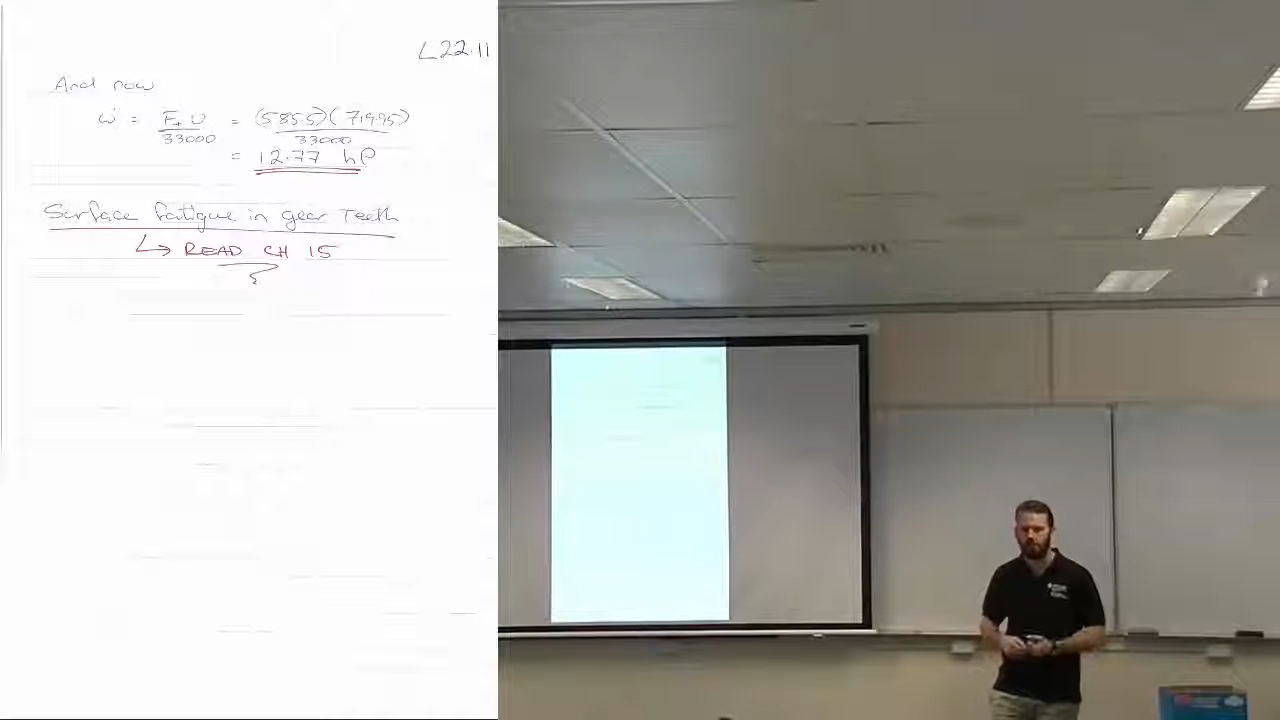 L22.11
And now
ẇ = Ft U / 33000 = (585.5)(719.95) / 33000
= 12.77 hp
Surface fatigue in gear Teeth
↳ READ CH 15